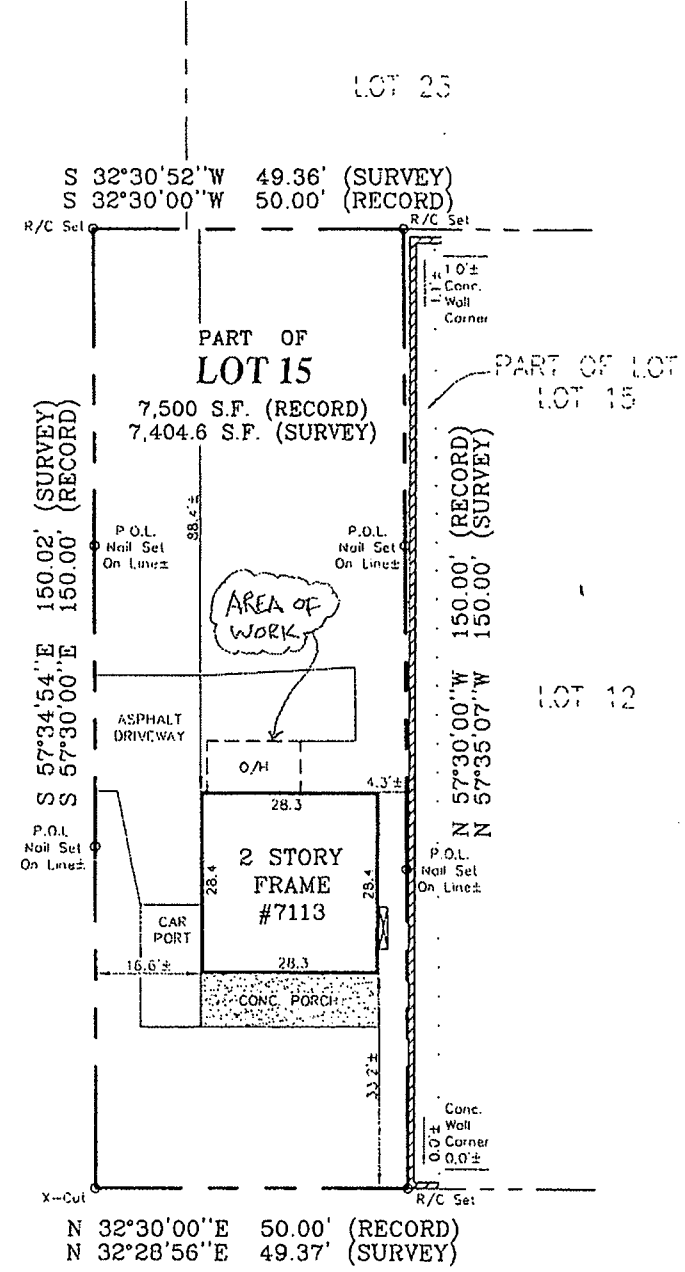 LOT 23
S 32°30'52"W 49.36' (SURVEY)
S 32°30'00"W 50.00' (RECORD)
R/C Set
R/C Set
1.0'±
Conc.
Wall
Corner
PART OF
LOT 15
7,500 S.F. (RECORD)
7,404.6 S.F. (SURVEY)
PART OF LOT
LOT 15
S 57°34'54"E 150.02' (SURVEY)
S 57°30'00"E 150.00' (RECORD)
N 57°30'00"W 150.00' (RECORD)
N 57°35'07"W 150.00' (SURVEY)
88.4'±
P.O.L.
Nail Set
On Line±
P.O.L.
Nail Set
On Line±
AREA OF
WORK
LOT 12
ASPHALT
DRIVEWAY
O/H
4.3'±
28.3
P.O.L.
Nail Set
On Line±
2 STORY
FRAME
#7113
28.4
28.4
P.O.L.
Nail Set
On Line±
CAR
PORT
16.6'±
28.3
CONC. PORCH
33.2'±
Conc.
Wall
Corner
0.0'±
0.0'±
X-Cut
R/C Set
N 32°30'00"E 50.00' (RECORD)
N 32°28'56"E 49.37' (SURVEY)